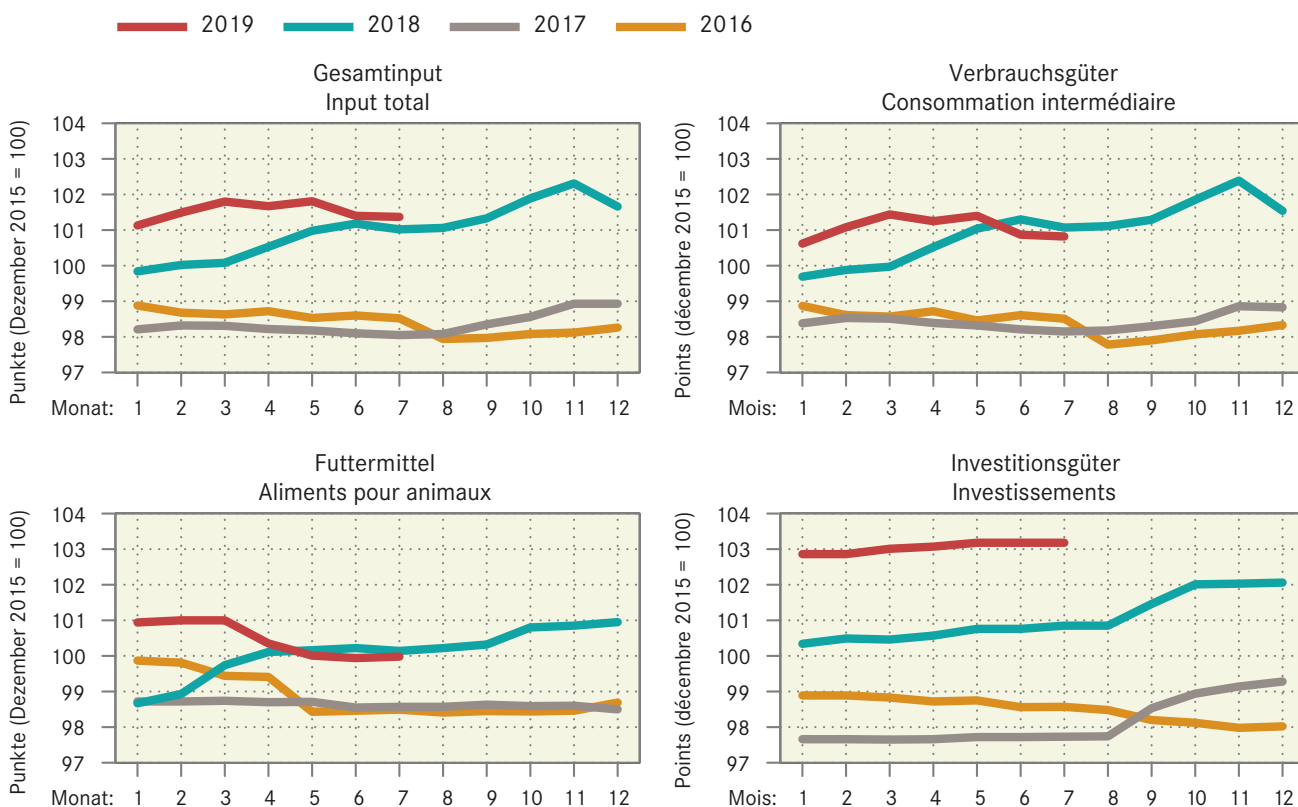 2019 2018 2017 2016
Gesamtinput
Input total
Punkte (Dezember 2015 = 100)
104
103
102
101
100
99
98
97
Monat: 1 2 3 4 5 6 7 8 9 10 11 12
Verbrauchsgüter
Consommation intermédiaire
Points (décembre 2015 = 100)
104
103
102
101
100
99
98
97
Mois: 1 2 3 4 5 6 7 8 9 10 11 12
Futtermittel
Aliments pour animaux
Punkte (Dezember 2015 = 100)
104
103
102
101
100
99
98
97
Monat: 1 2 3 4 5 6 7 8 9 10 11 12
Investitionsgüter
Investissements
Points (décembre 2015 = 100)
104
103
102
101
100
99
98
97
Mois: 1 2 3 4 5 6 7 8 9 10 11 12